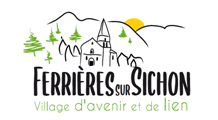 FERRIÈRES SUR SICHON
Village d'avenir et de lien